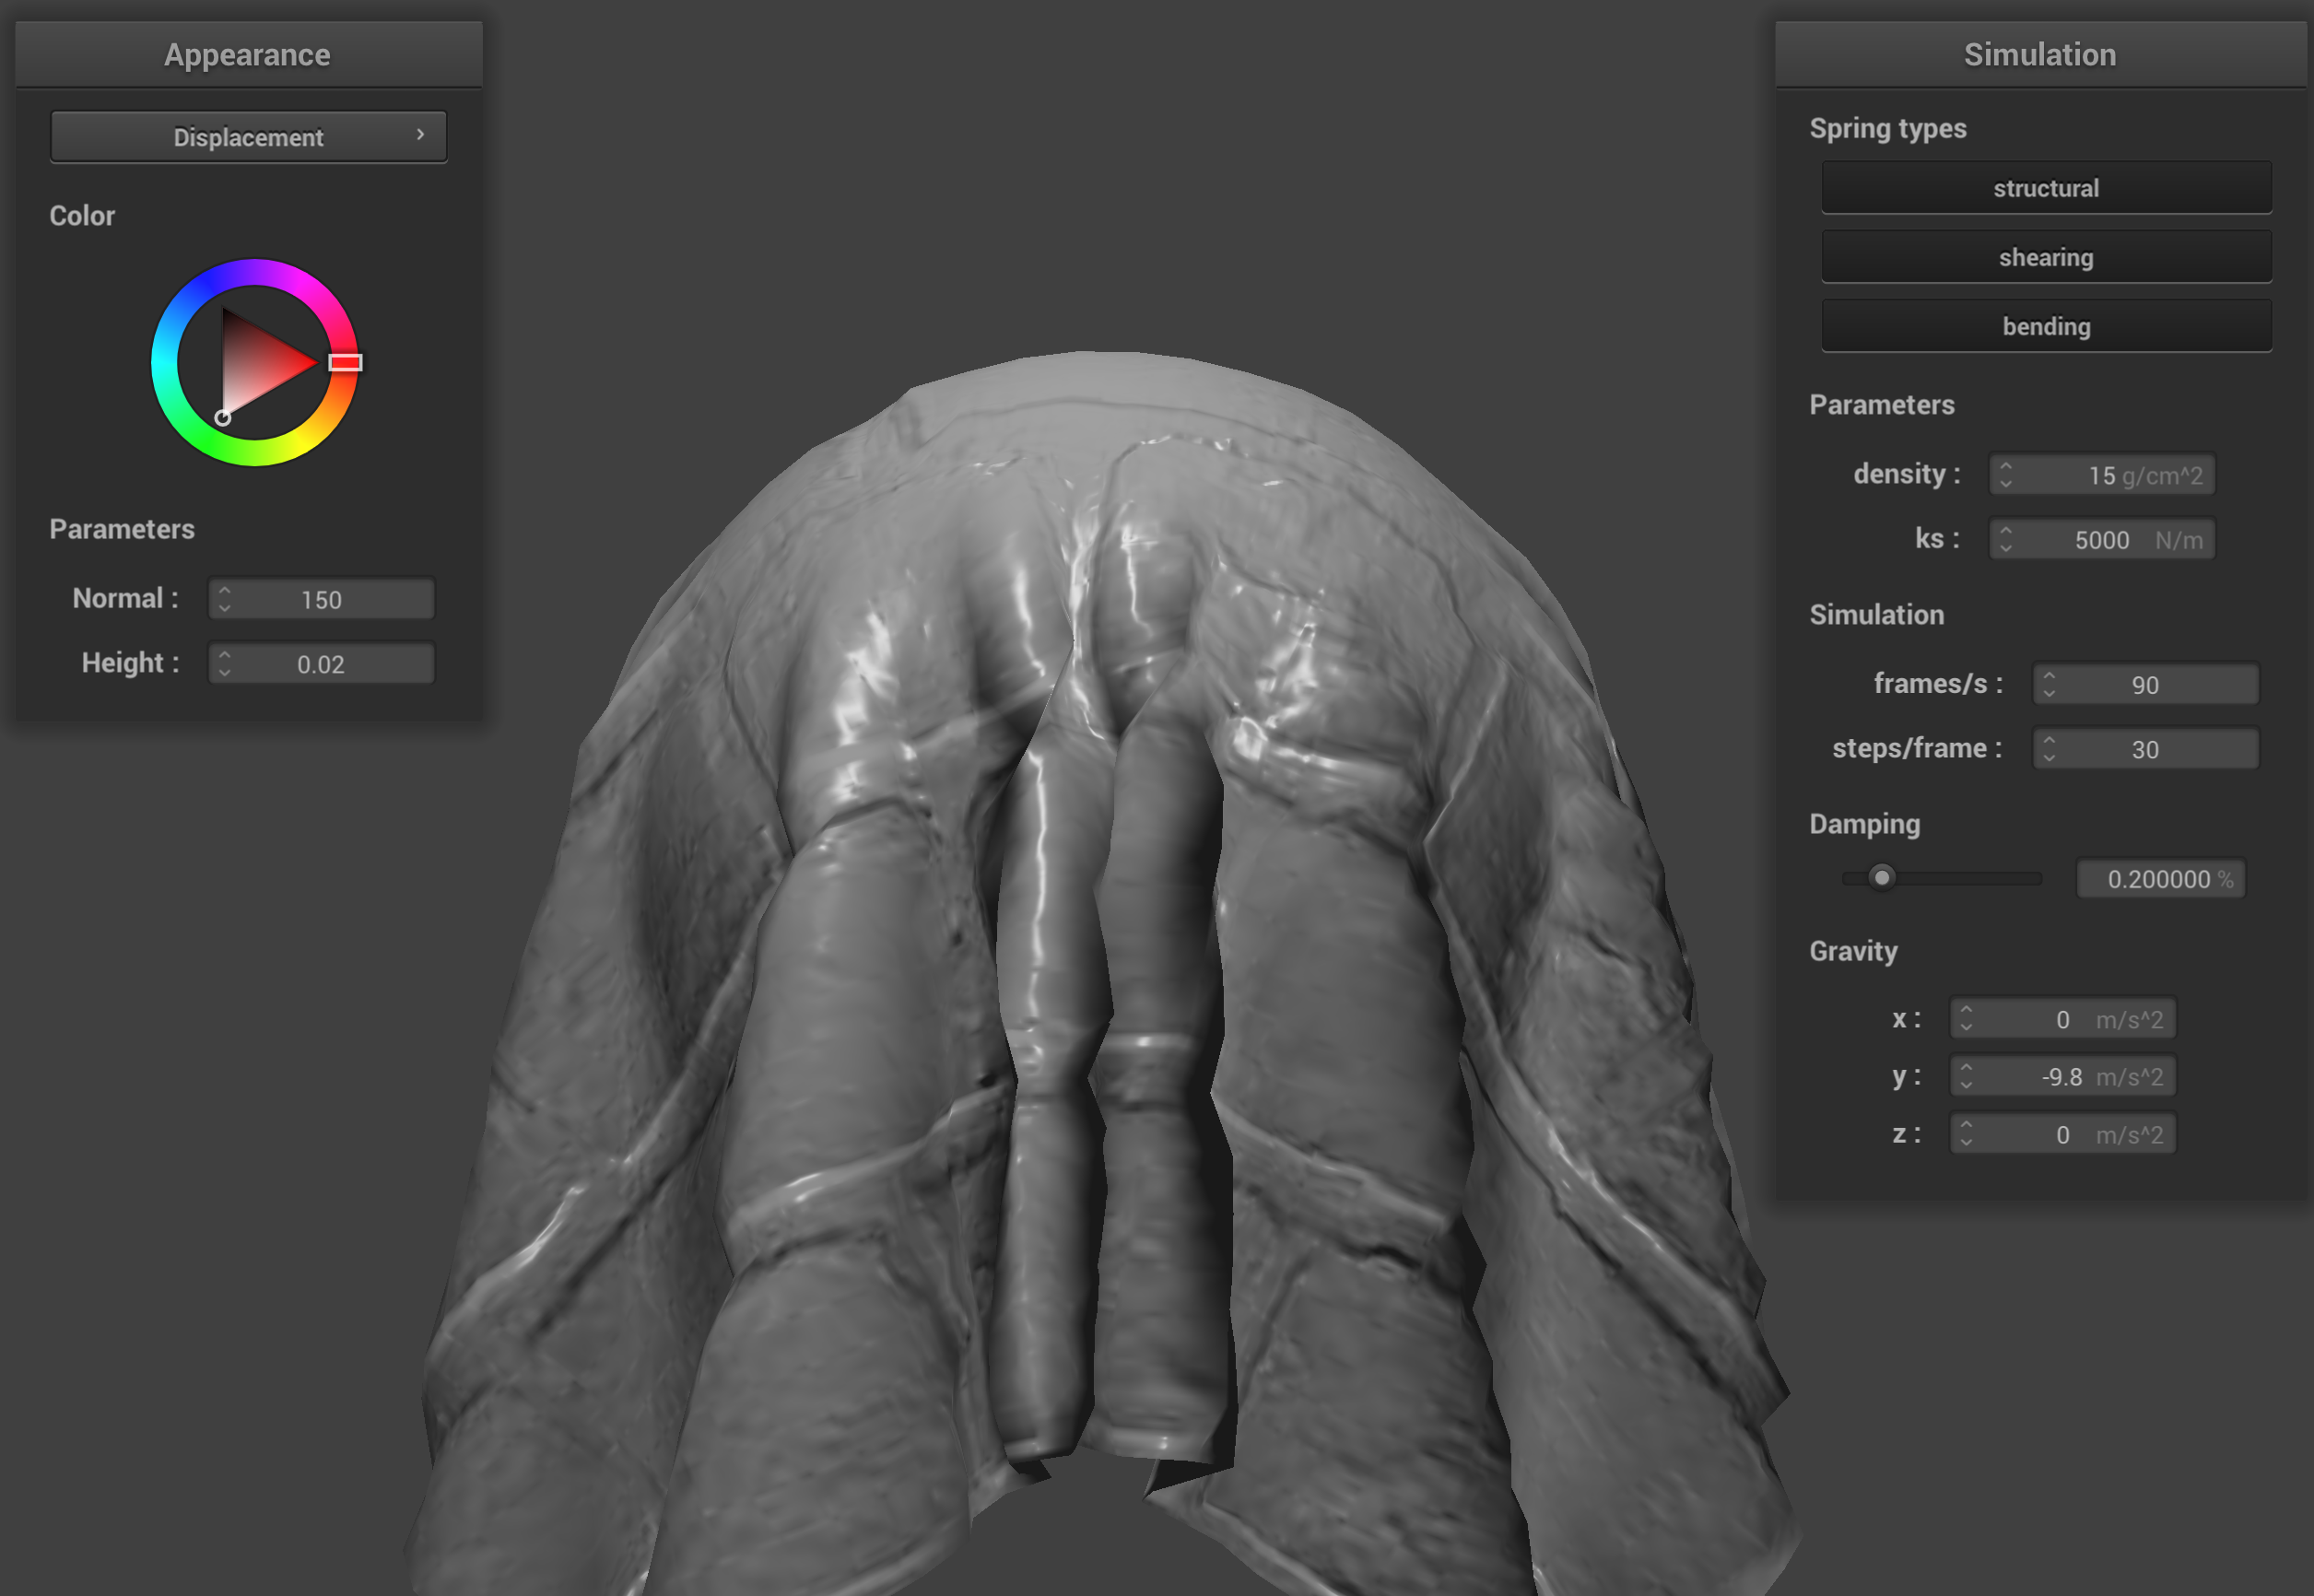 Appearance
Displacement
Color
Parameters
Normal : 150
Height : 0.02
Simulation
Spring types
structural
shearing
bending
Parameters
density : 15 g/cm^2
ks : 5000 N/m
Simulation
frames/s : 90
steps/frame : 30
Damping
0.200000 %
Gravity
x : 0 m/s^2
y : -9.8 m/s^2
z : 0 m/s^2